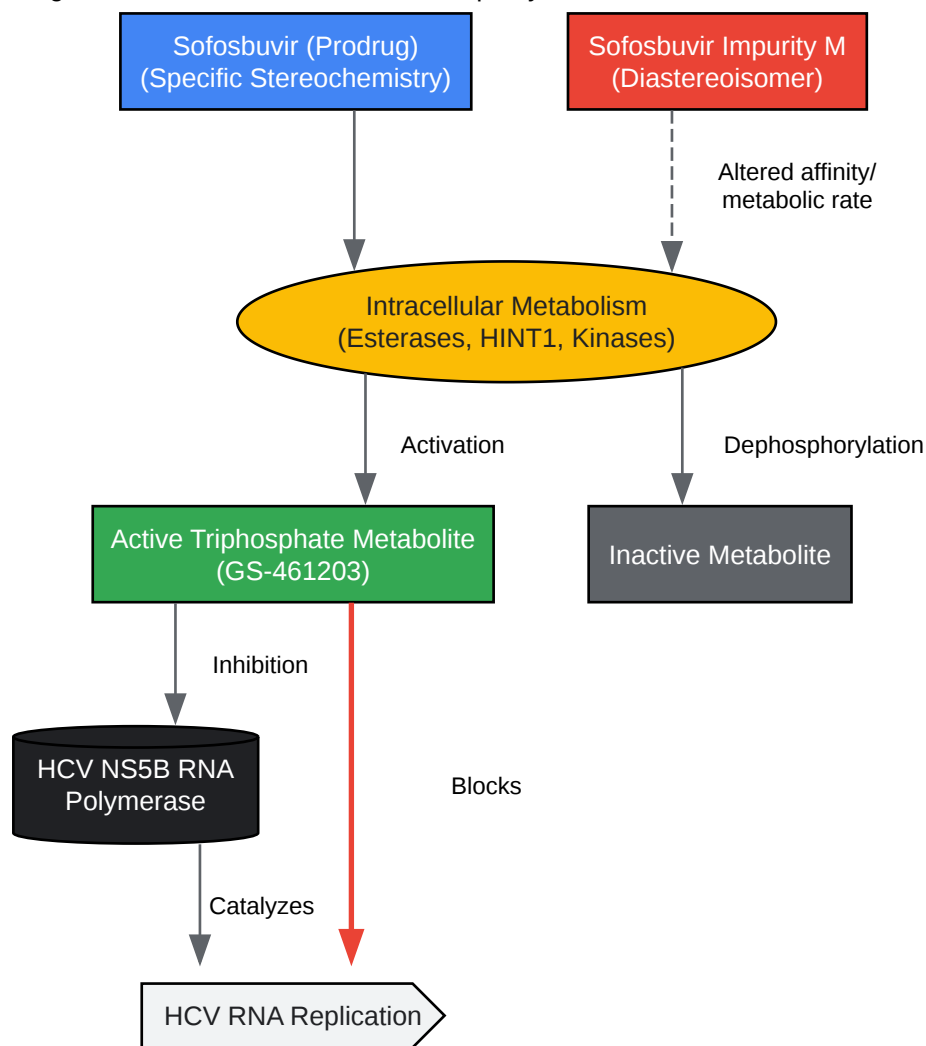 Sofosbuvir (Prodrug)
(Specific Stereochemistry)
Sofosbuvir Impurity M
(Diastereoisomer)
Altered affinity/
metabolic rate
Intracellular Metabolism
(Esterases, HINT1, Kinases)
Activation
Dephosphorylation
Active Triphosphate Metabolite
(GS-461203)
Inactive Metabolite
Inhibition
HCV NS5B RNA
Polymerase
Blocks
Catalyzes
HCV RNA Replication